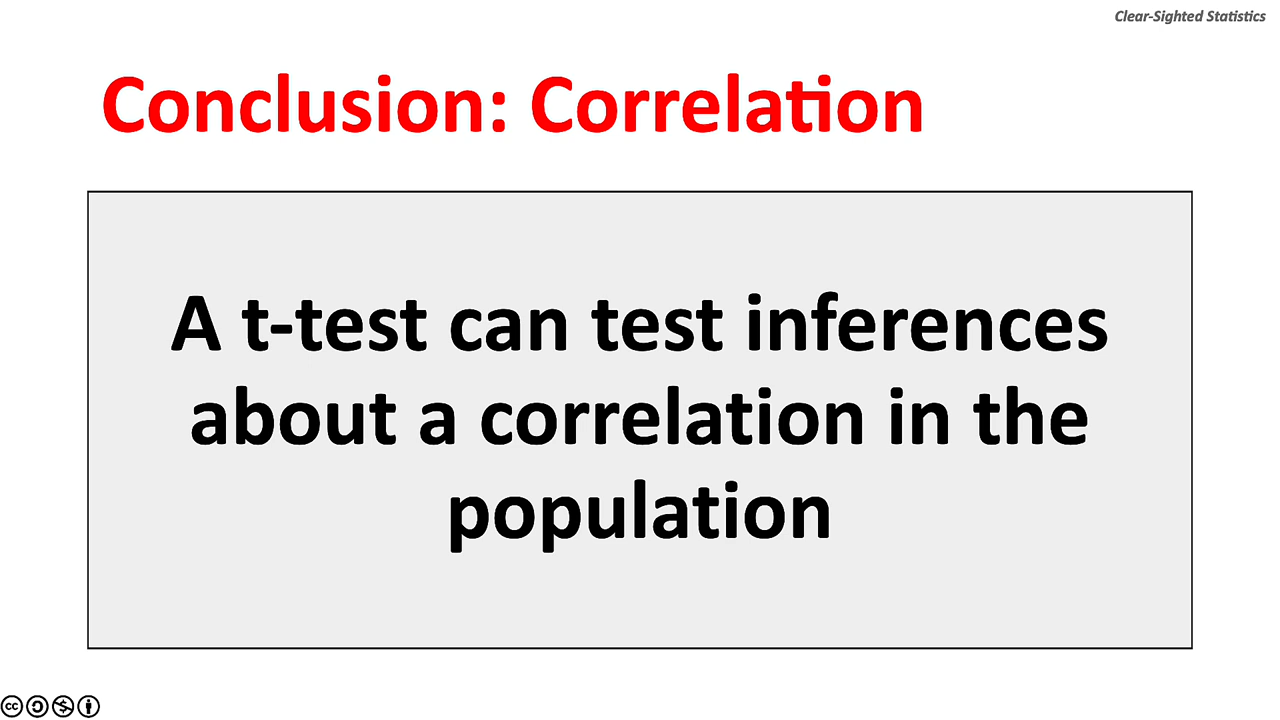 Clear-Sighted Statistics
Conclusion: Correlation
A t-test can test inferences
about a correlation in the
population